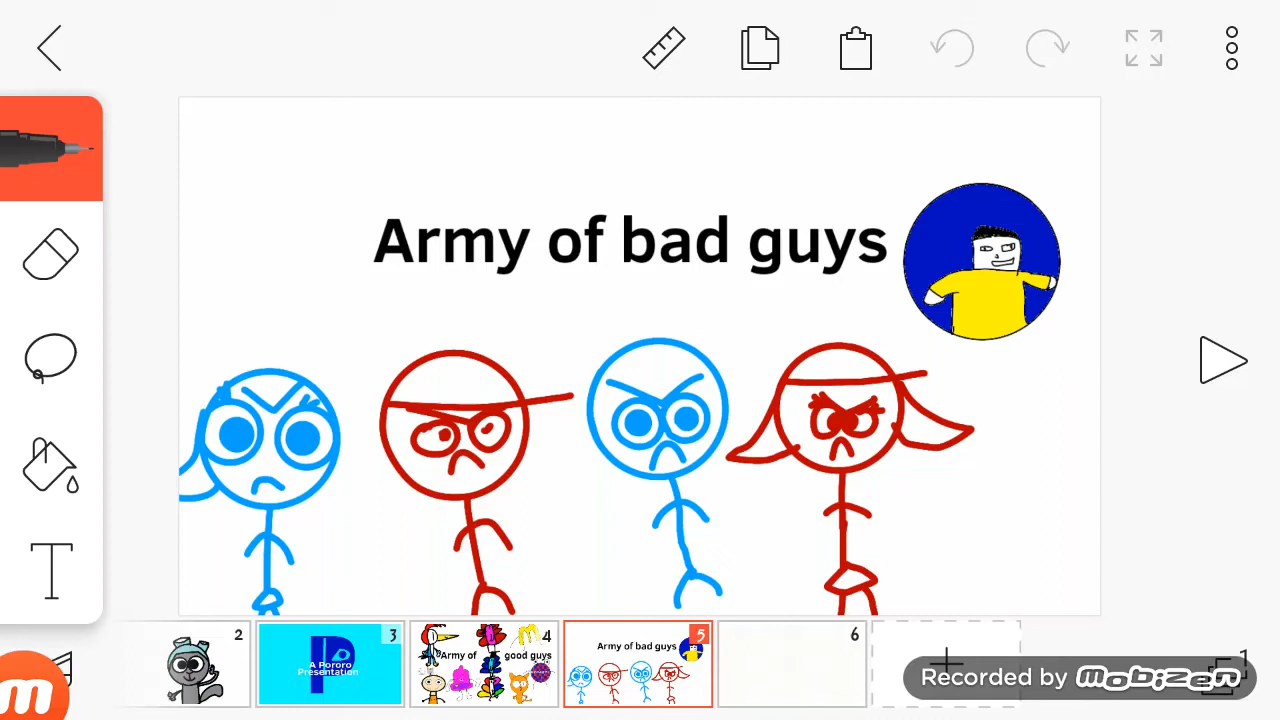 Army of bad guys
T
2
3
4
5
6
A Pororo
Presentation
Army of good guys
Army of bad guys
1
Recorded by mobizen
m